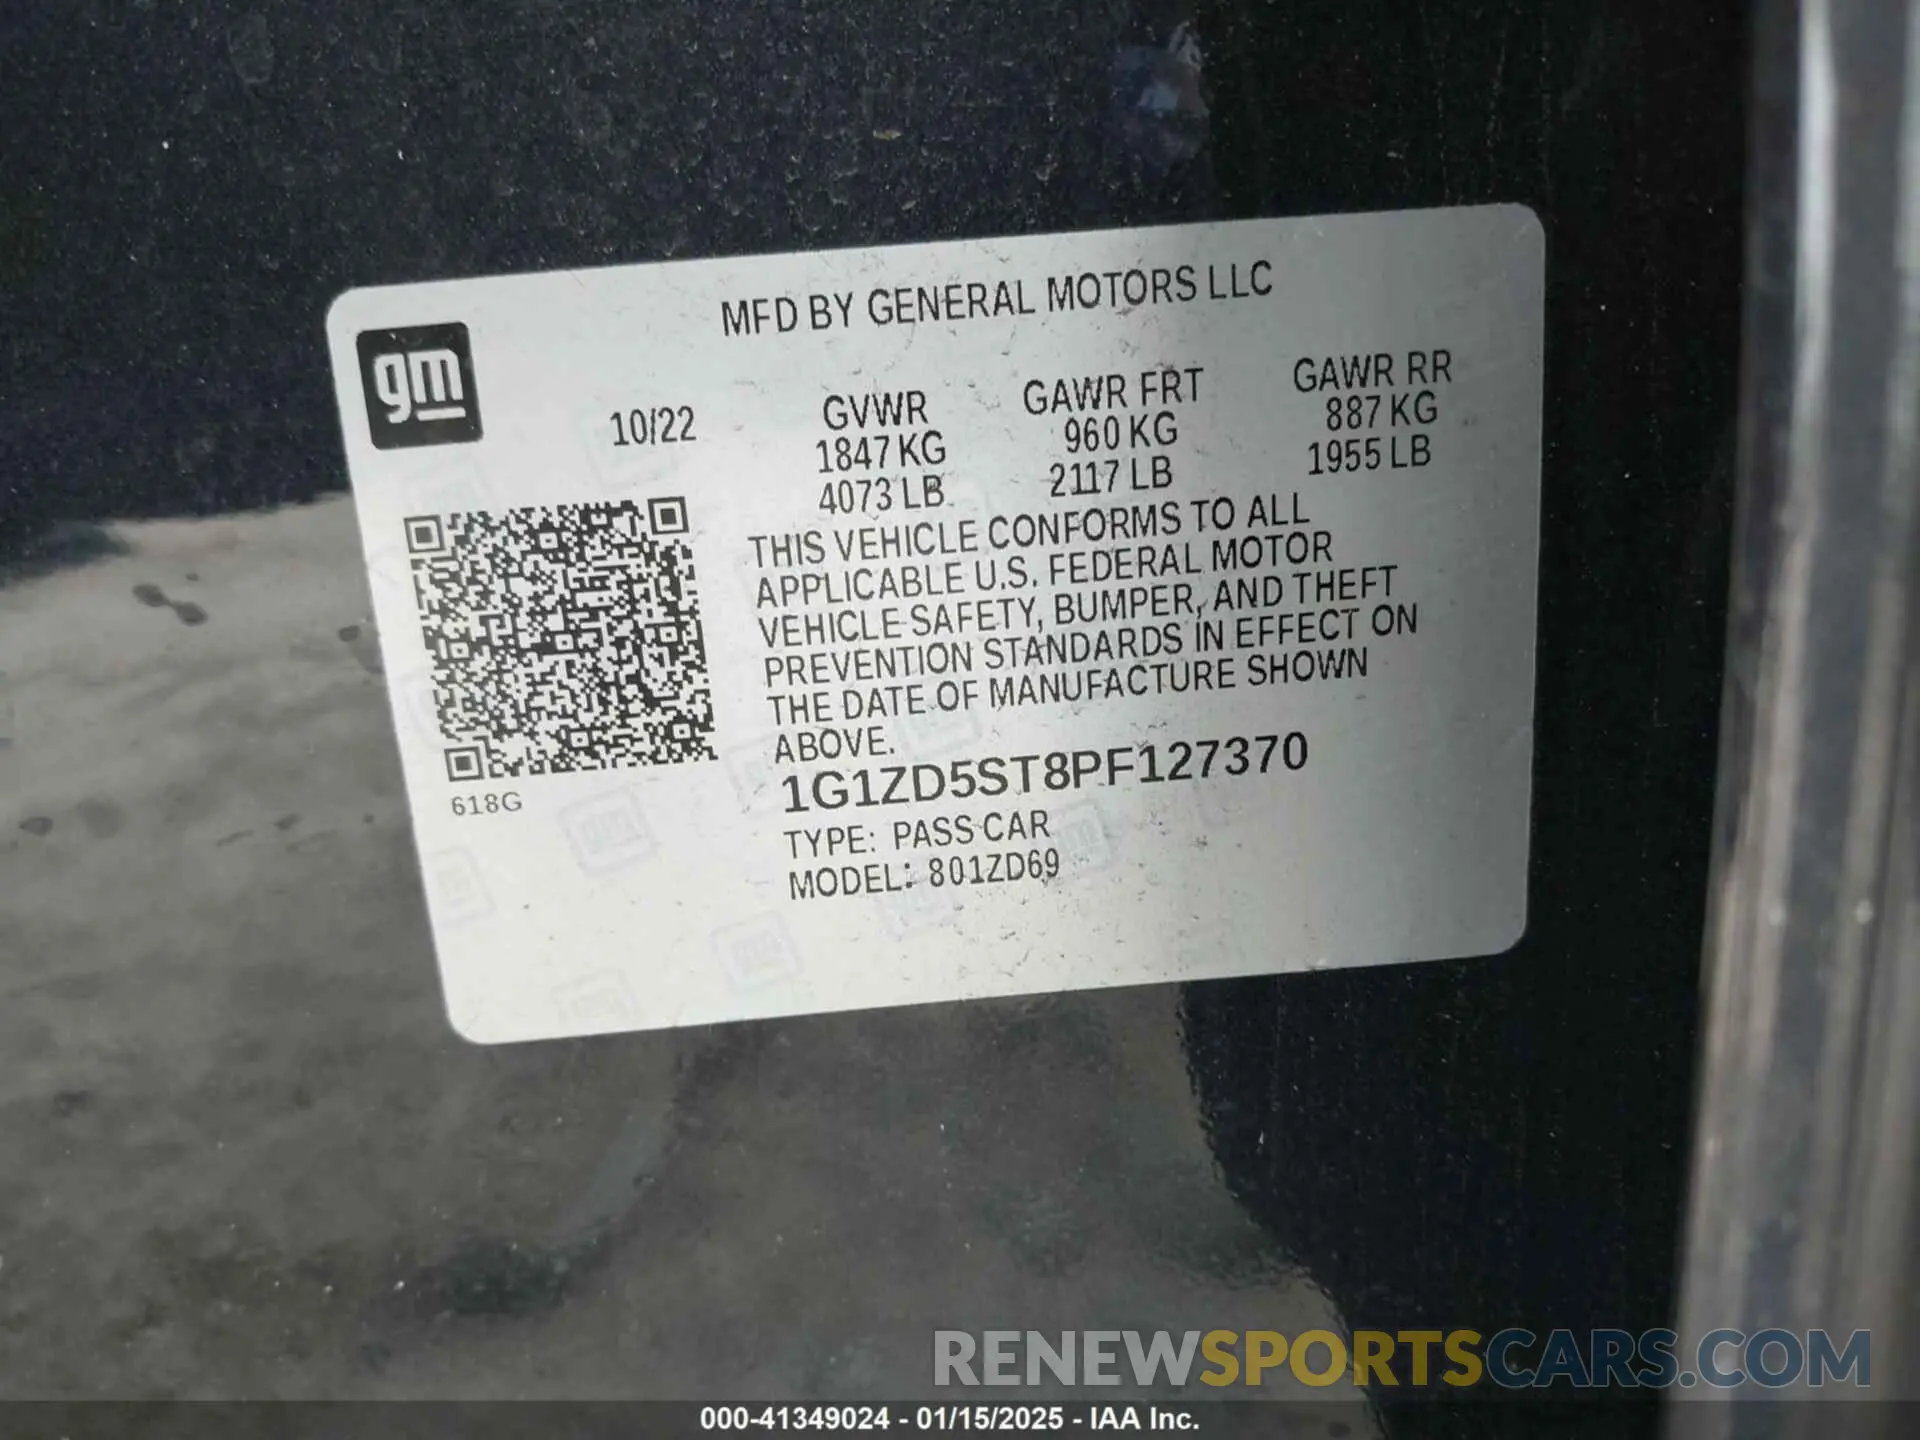 MFD BY GENERAL MOTORS LLC
gm
10/22
GVWR
1847 KG
4073 LB
GAWR FRT
960 KG
2117 LB
GAWR RR
887 KG
1955 LB
THIS VEHICLE CONFORMS TO ALL
APPLICABLE U.S. FEDERAL MOTOR
VEHICLE SAFETY, BUMPER, AND THEFT
PREVENTION STANDARDS IN EFFECT ON
THE DATE OF MANUFACTURE SHOWN
ABOVE.
1G1ZD5ST8PF127370
618G
TYPE: PASS CAR
MODEL: 801ZD69
RENEWSPORTSCARS.COM
000-41349024 - 01/15/2025 - IAA Inc.